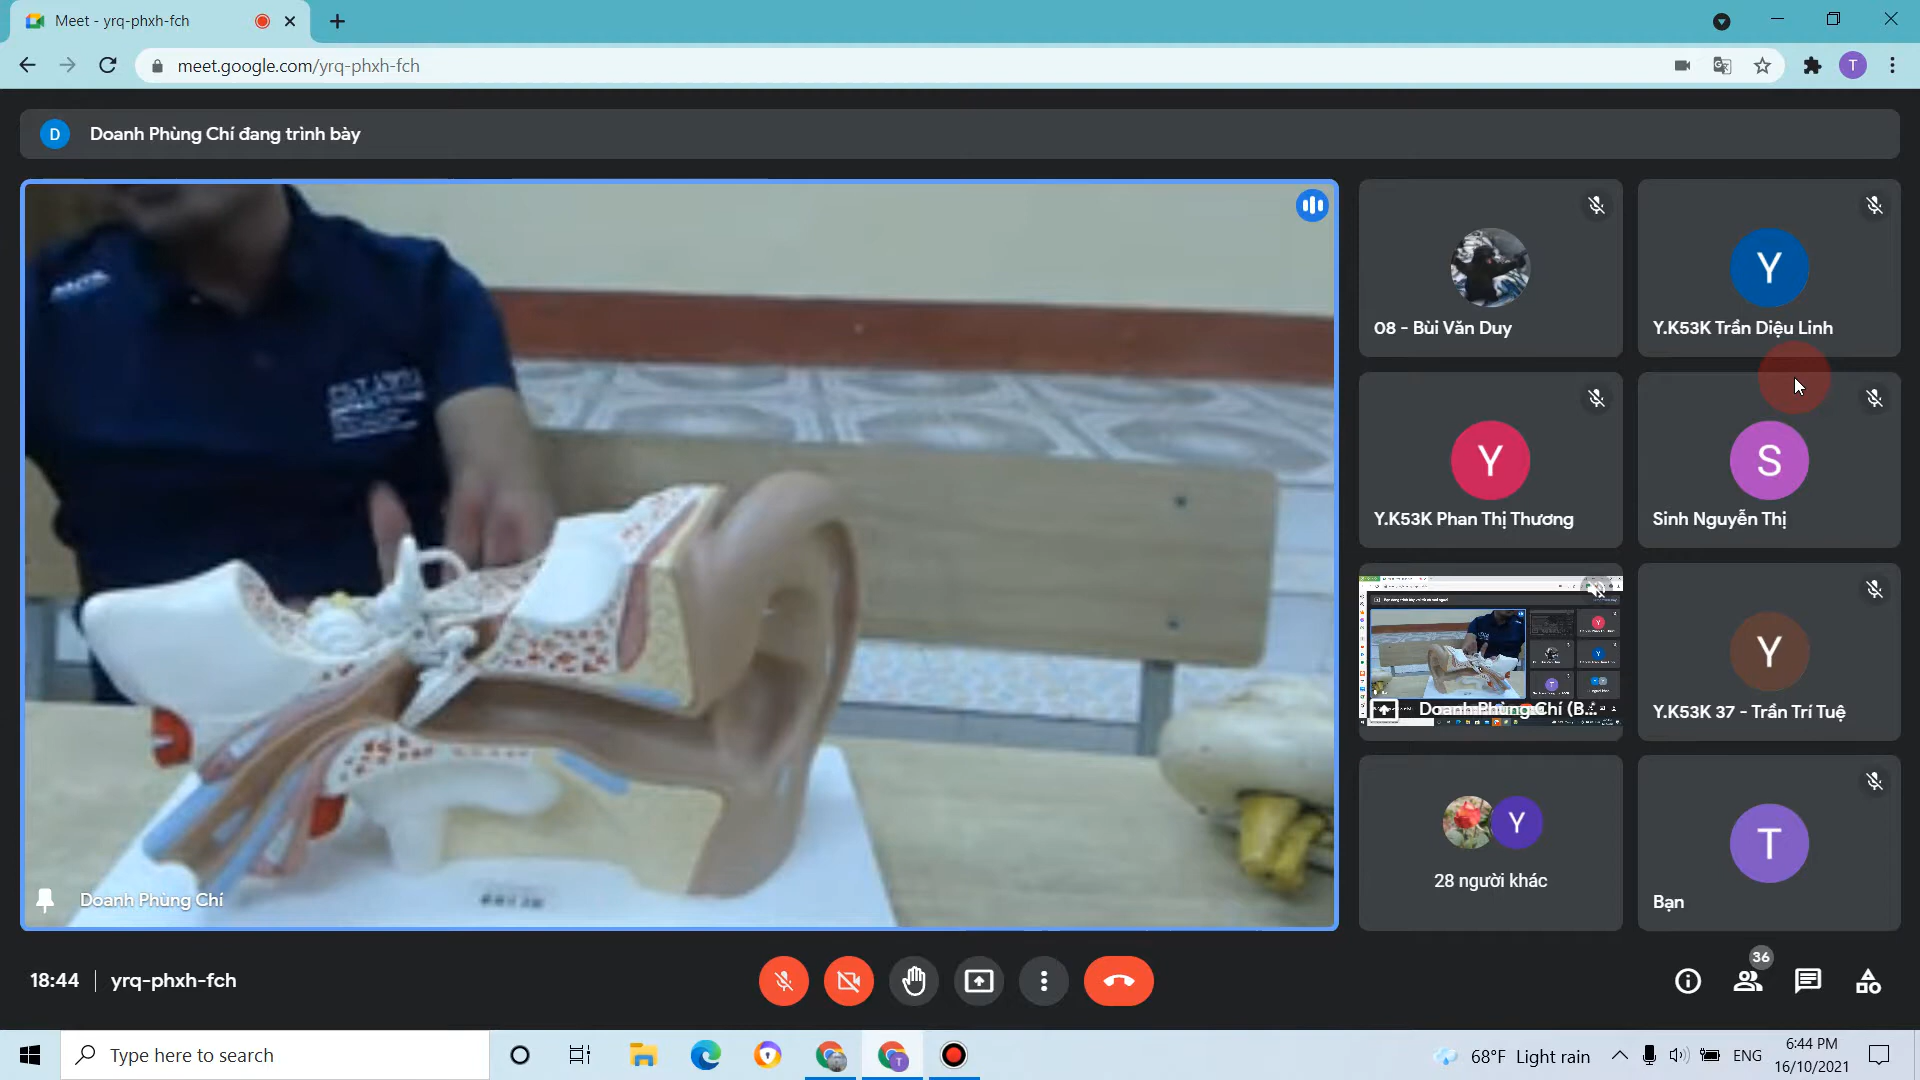 Meet - yrq-phxh-fch
meet.google.com/yrq-phxh-fch
T
D
Doanh Phùng Chí đang trình bày
08 - Bùi Văn Duy
Y
Y.K53K Trần Diệu Linh
Y
Y.K53K Phan Thị Thương
S
Sinh Nguyễn Thị
Doanh Phùng Chí (B...
Y
Y.K53K 37 - Trần Trí Tuệ
Y
28 người khác
T
Bạn
Doanh Phùng Chí
18:44
yrq-phxh-fch
36
Type here to search
T
68°F Light rain
ENG
6:44 PM
16/10/2021